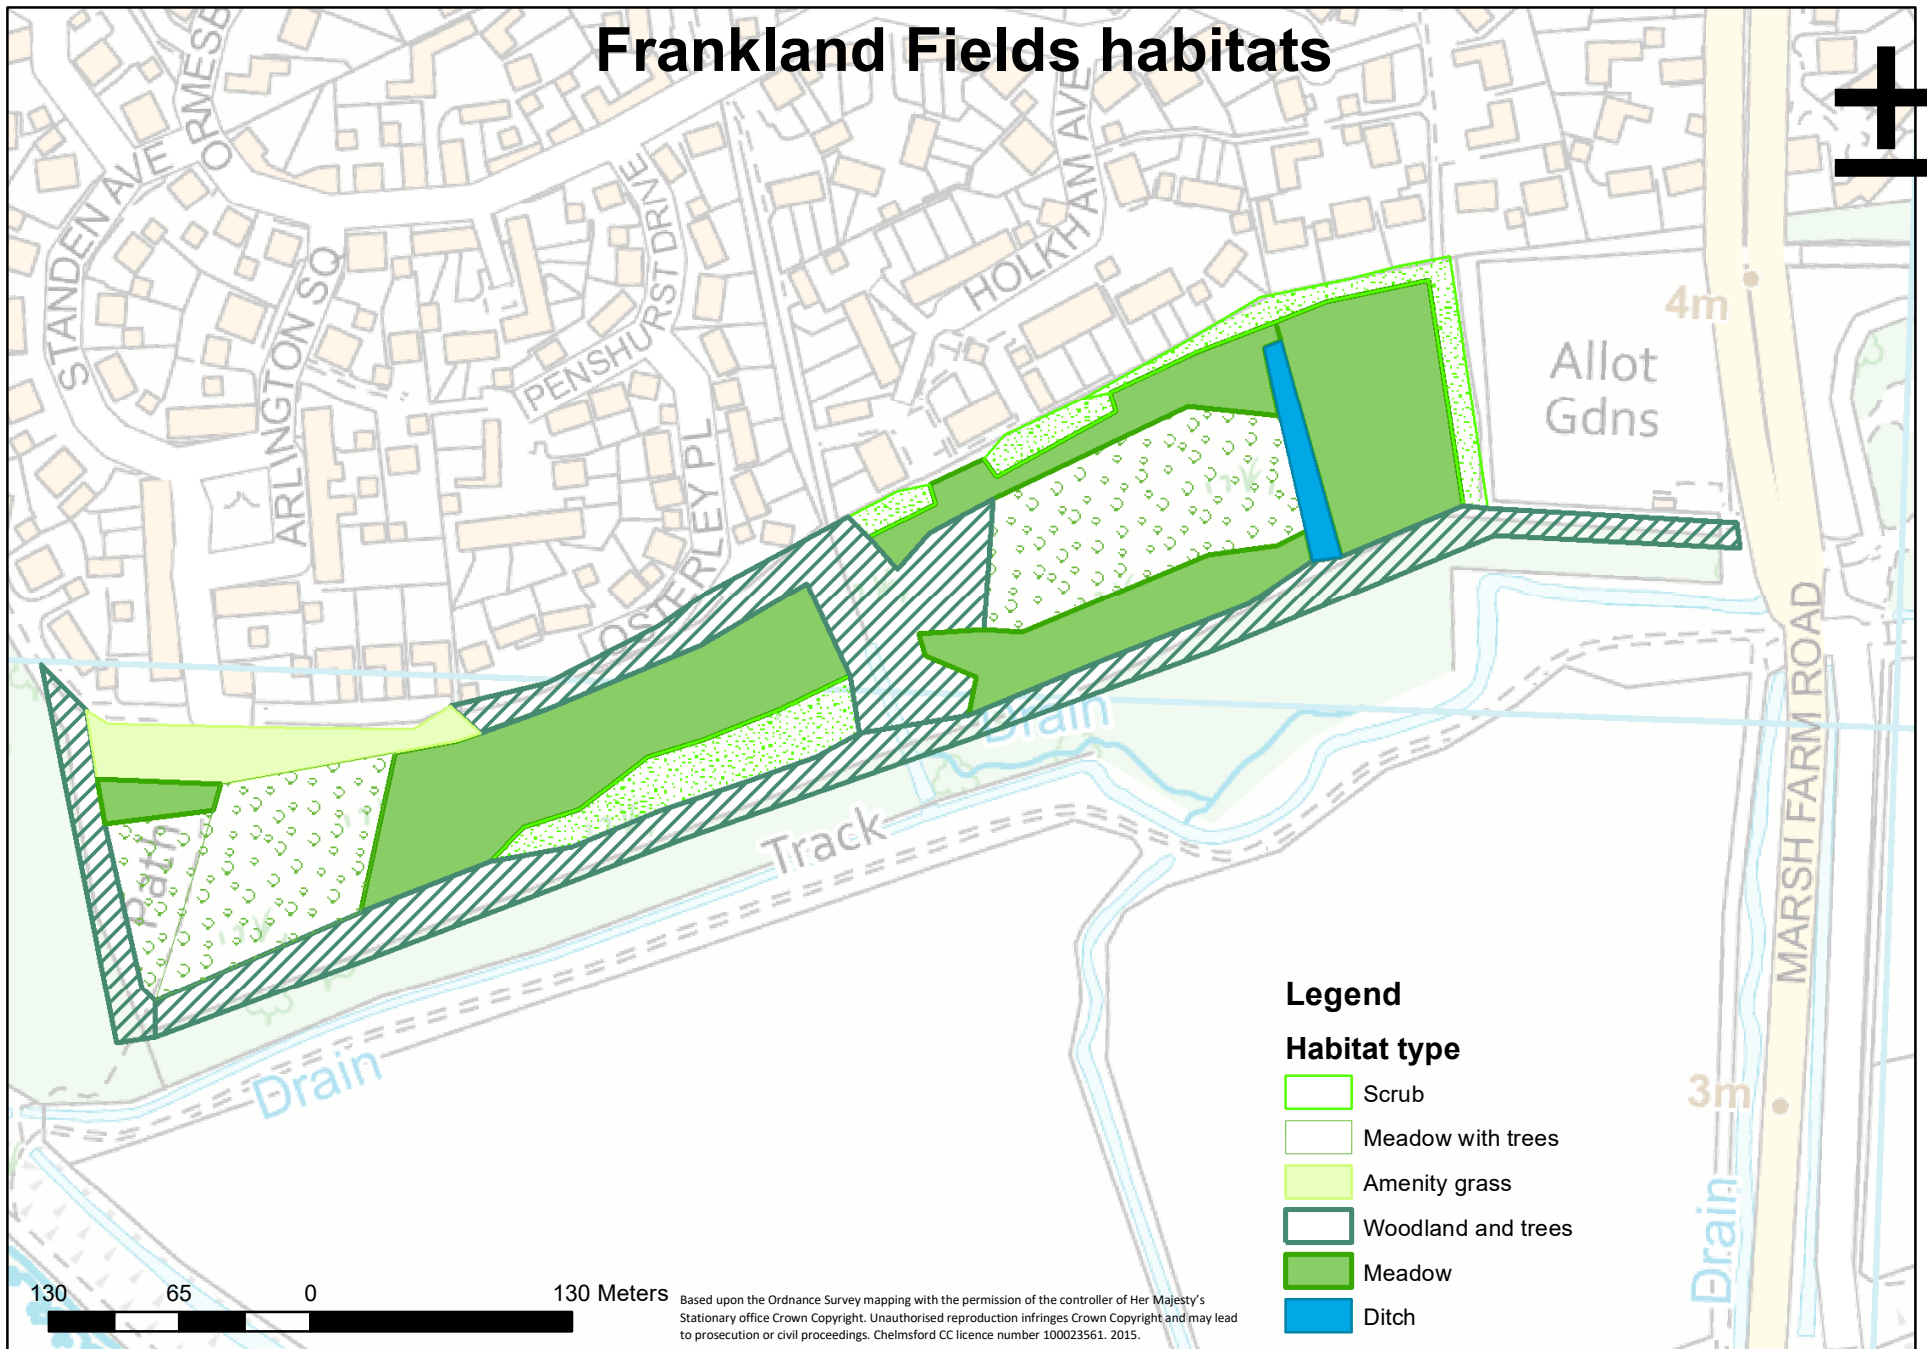 Frankland Fields habitats
ORMESB
STANDEN AVE
ARLINGTON SQ
PENSHURST DRIVE
HOLKHAM AVE
OSTERLEY PL
4m
Allot
Gdns
MARSH FARM ROAD
Path
Drain
Track
Drain
3m
Drain
Legend
Habitat type
Scrub
Meadow with trees
Amenity grass
Woodland and trees
Meadow
Ditch
130 65 0 130 Meters
Based upon the Ordnance Survey mapping with the permission of the controller of Her Majesty's
Stationary office Crown Copyright. Unauthorised reproduction infringes Crown Copyright and may lead
to prosecution or civil proceedings. Chelmsford CC licence number 100023561. 2015.